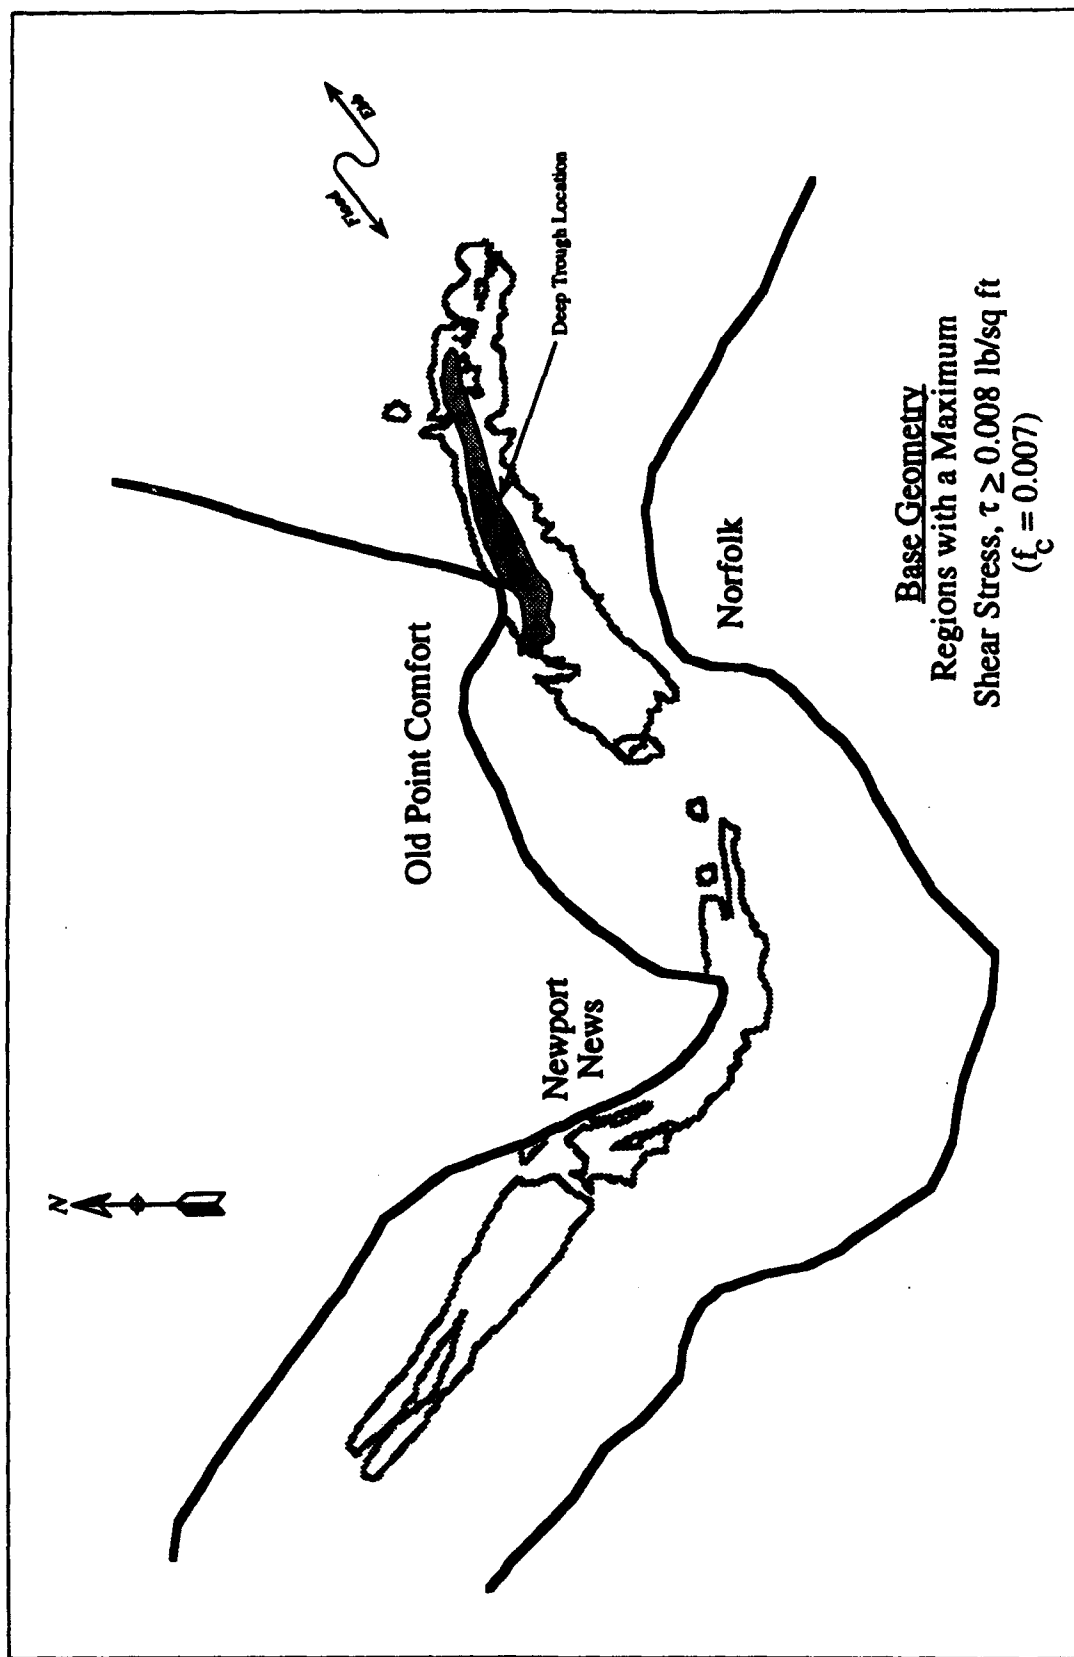 N
Flood
Ebb
Deep Trough Location
Old Point Comfort
Newport
News
Norfolk
Base Geometry
Regions with a Maximum
Shear Stress, τ ≥ 0.008 lb/sq ft
(f_c = 0.007)